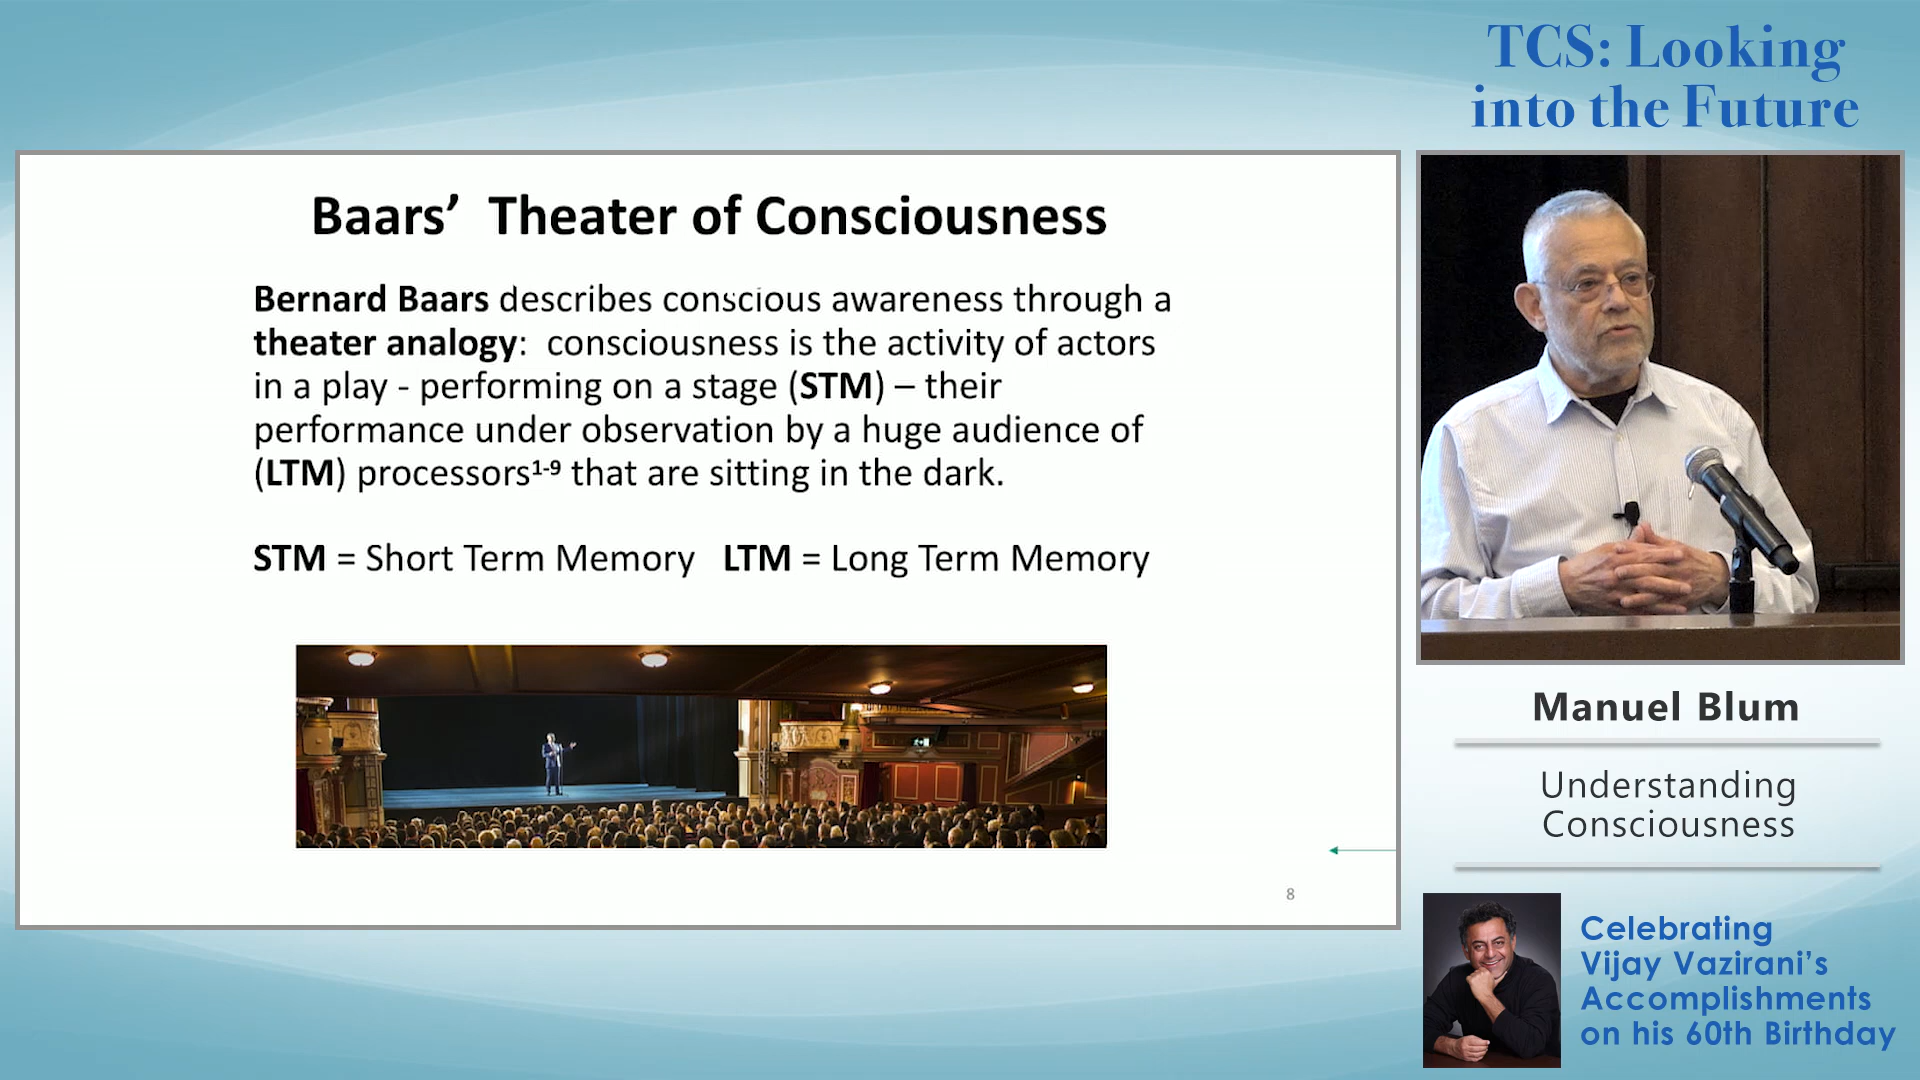 TCS: Looking
into the Future
Baars’  Theater of Consciousness
Bernard Baars describes conscious awareness through a
theater analogy:  consciousness is the activity of actors
in a play - performing on a stage (STM) – their
performance under observation by a huge audience of
(LTM) processors¹⁻⁹ that are sitting in the dark.
STM = Short Term Memory   LTM = Long Term Memory
8
Manuel Blum
Understanding
Consciousness
Celebrating
Vijay Vazirani’s
Accomplishments
on his 60th Birthday